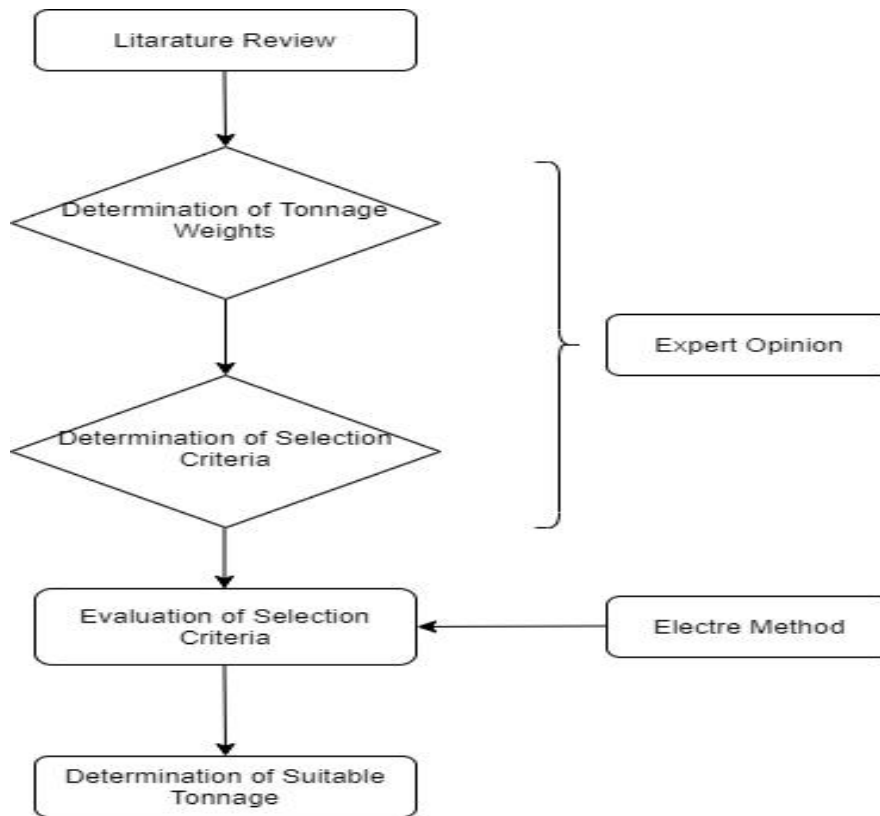 Litarature Review
Determination of Tonnage
Weights
Expert Opinion
Determination of Selection
Criteria
Evaluation of Selection
Criteria
Electre Method
Determination of Suitable
Tonnage